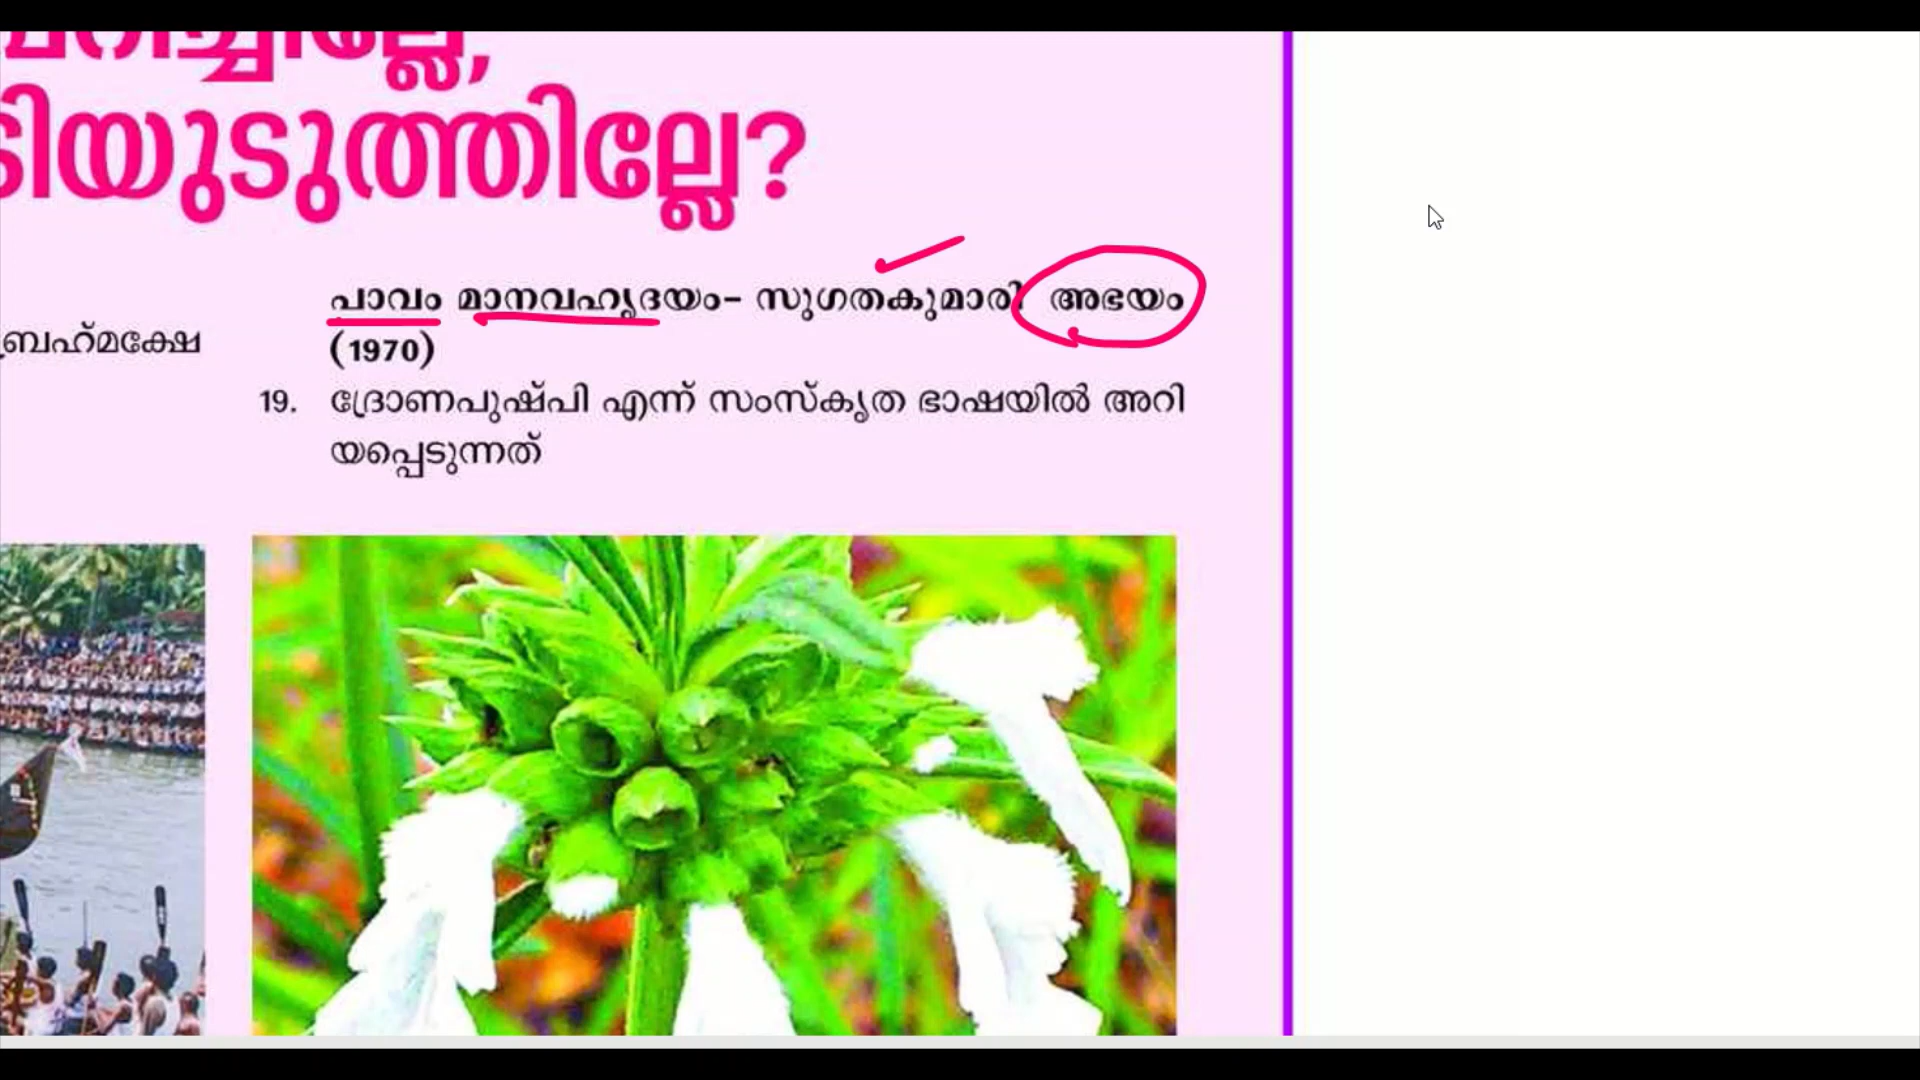 ടിയുടുത്തില്ലേ?
പാവം മാനവഹൃദയം- സുഗതകുമാരി അഭയം
(1970)
ബ്രഹ്മക്ഷേ
19. ദ്രോണപുഷ്പി എന്ന് സംസ്കൃത ഭാഷയിൽ അറി
യപ്പെടുന്നത്